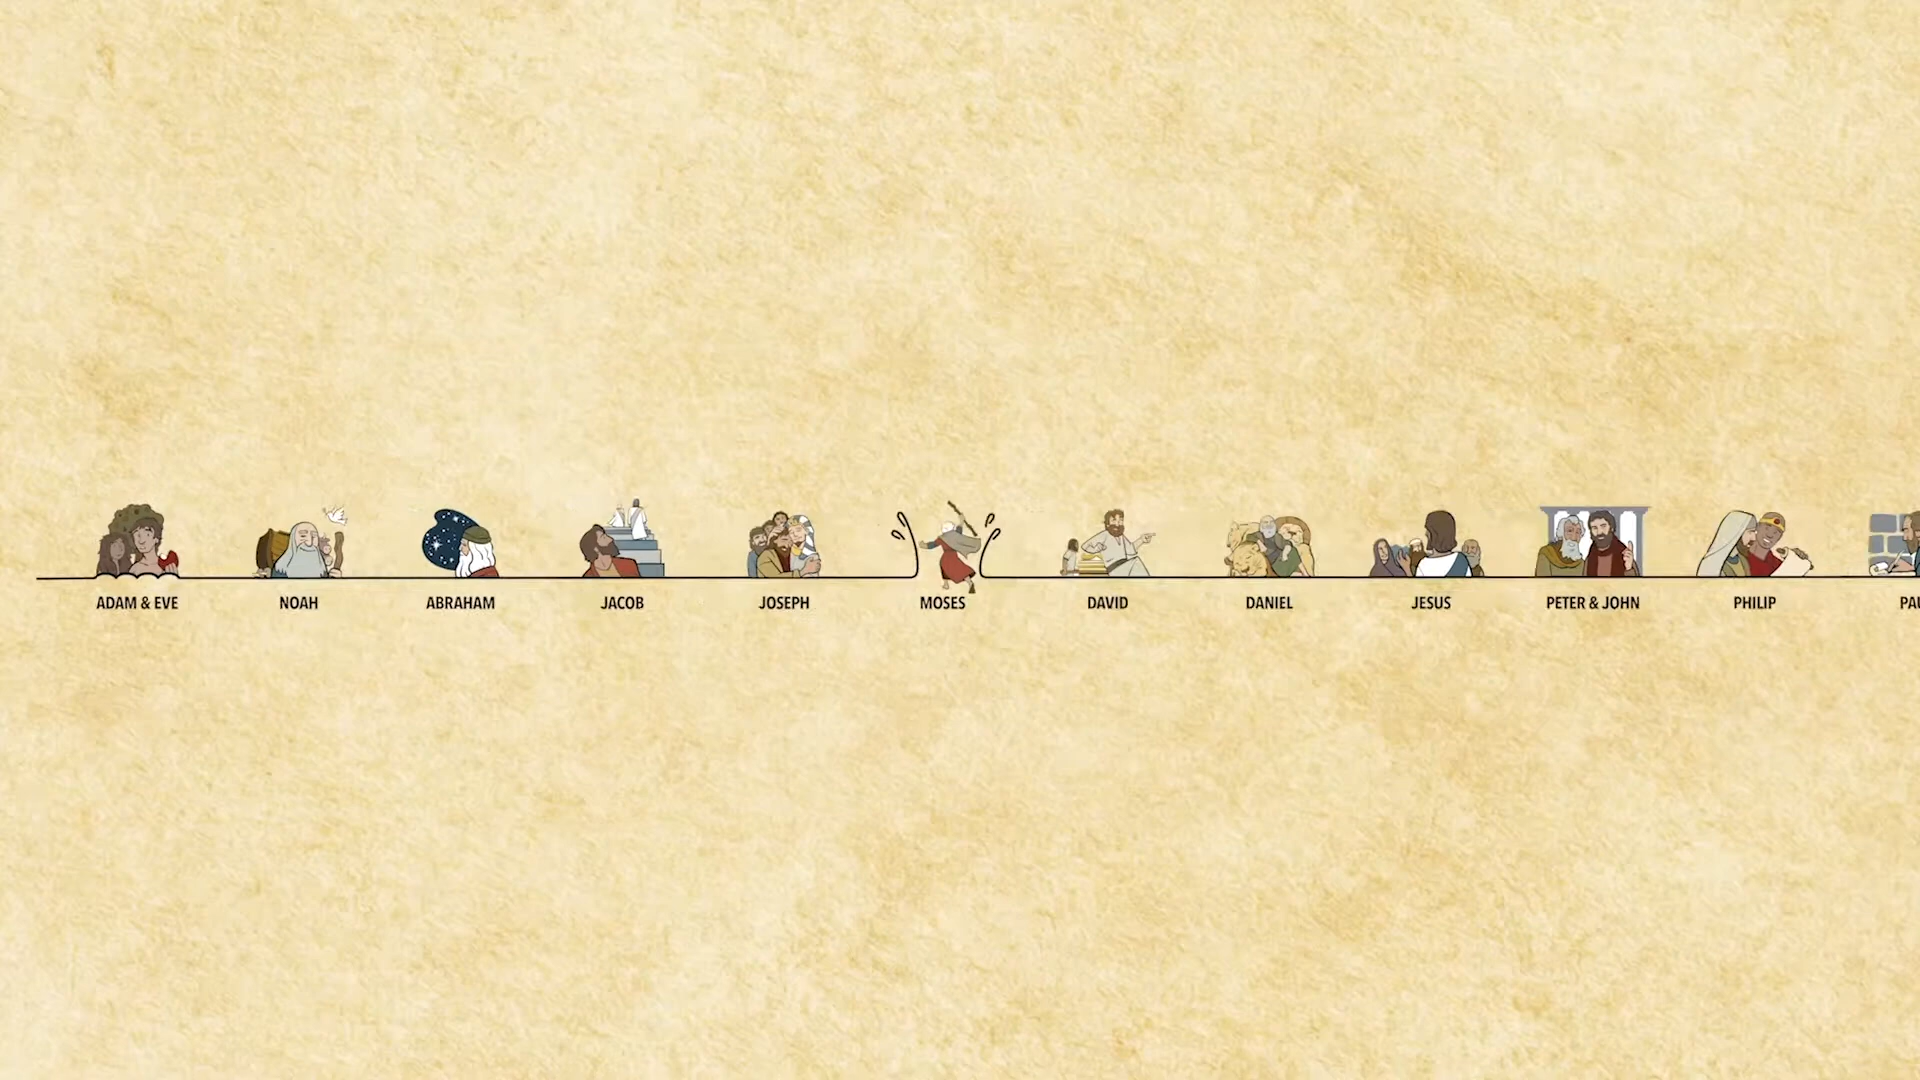 ADAM & EVE
NOAH
ABRAHAM
JACOB
JOSEPH
MOSES
DAVID
DANIEL
JESUS
PETER & JOHN
PHILIP